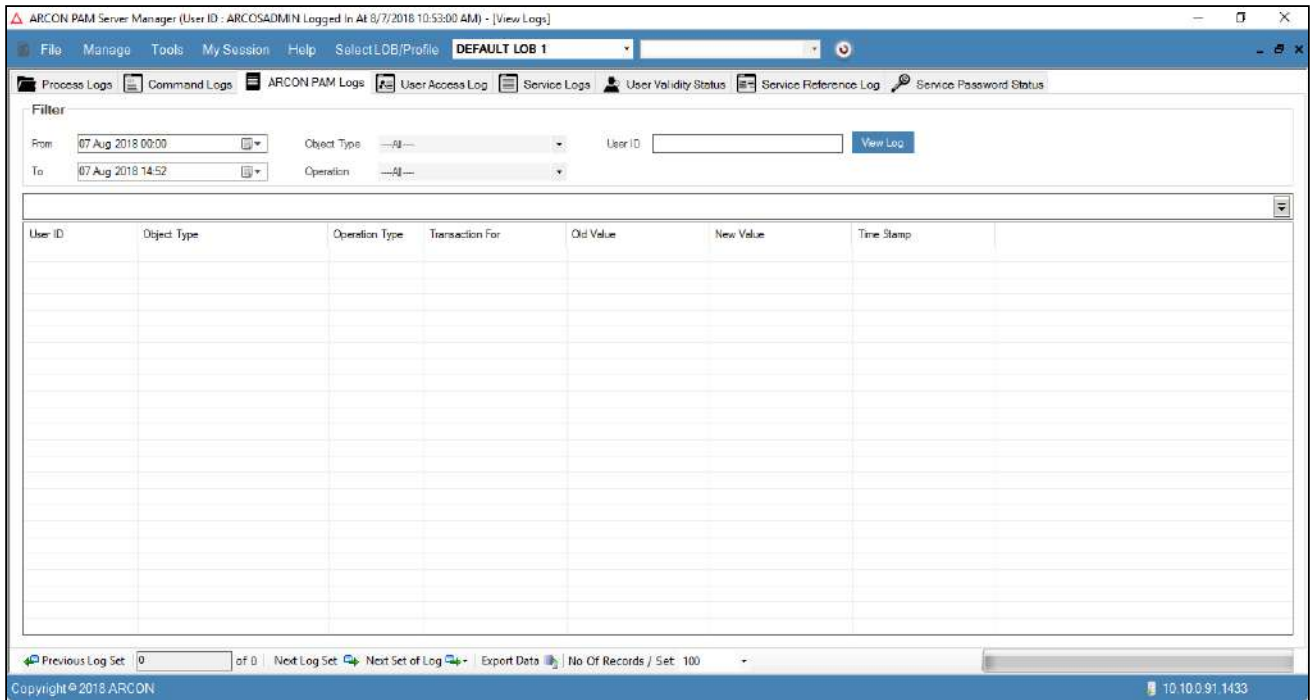 ARCON PAM Server Manager (User ID : ARCOSADMIN Logged In At 8/7/2018 10:53:00 AM) - [View Logs]
File Manage Tools My Session Help Select LOB/Profile DEFAULT LOB 1
Process Logs Command Logs ARCON PAM Logs User Access Log Service Logs User Validity Status Service Reference Log Service Password Status
Filter
From 07 Aug 2018 00:00 Object Type ----All---- User ID View Log
To 07 Aug 2018 14:52 Operation ----All----
User ID Object Type Operation Type Transaction For Old Value New Value Time Stamp
Previous Log Set 0 of 0 Next Log Set Next Set of Log Export Data No Of Records / Set 100
Copyright © 2018 ARCON 10.10.0.91,1433